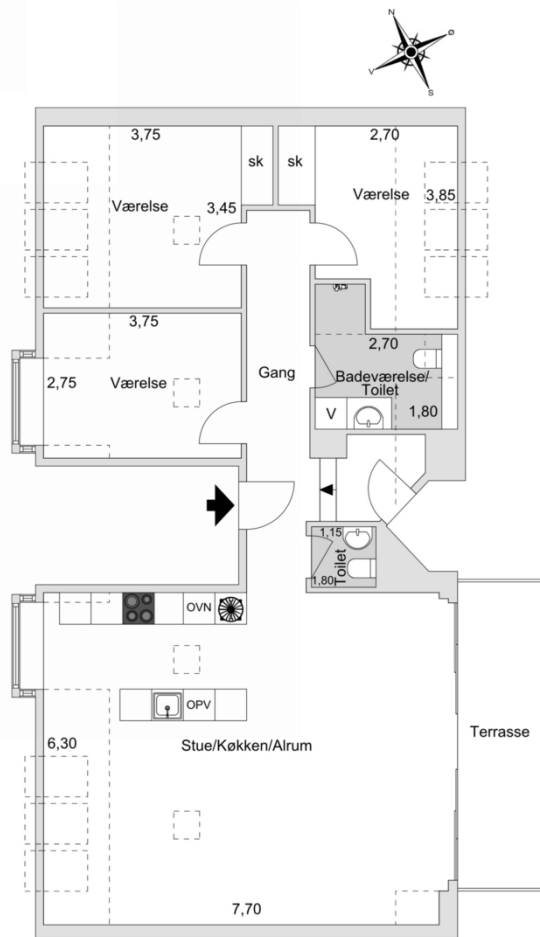 N
Ø
V
S
3,75
sk
sk
2,70
Værelse
3,45
Værelse
3,85
3,75
2,75
Værelse
Gang
2,70
Badeværelse/
Toilet
1,80
V
1,15
1,80
Toilet
OVN
OPV
6,30
Stue/Køkken/Alrum
Terrasse
7,70